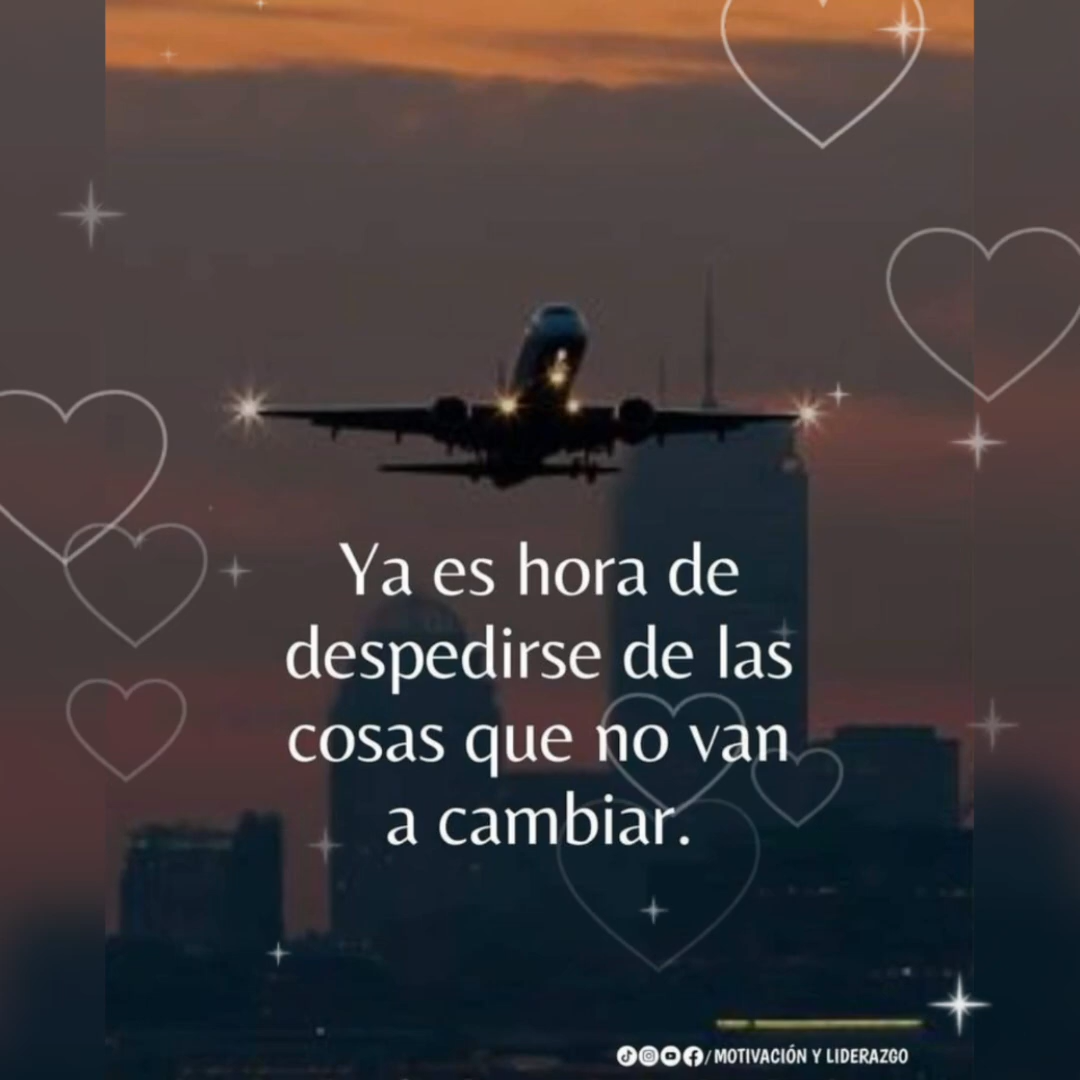 Ya es hora de
despedirse de las
cosas que no van
a cambiar.
/MOTIVACIÓN Y LIDERAZGO